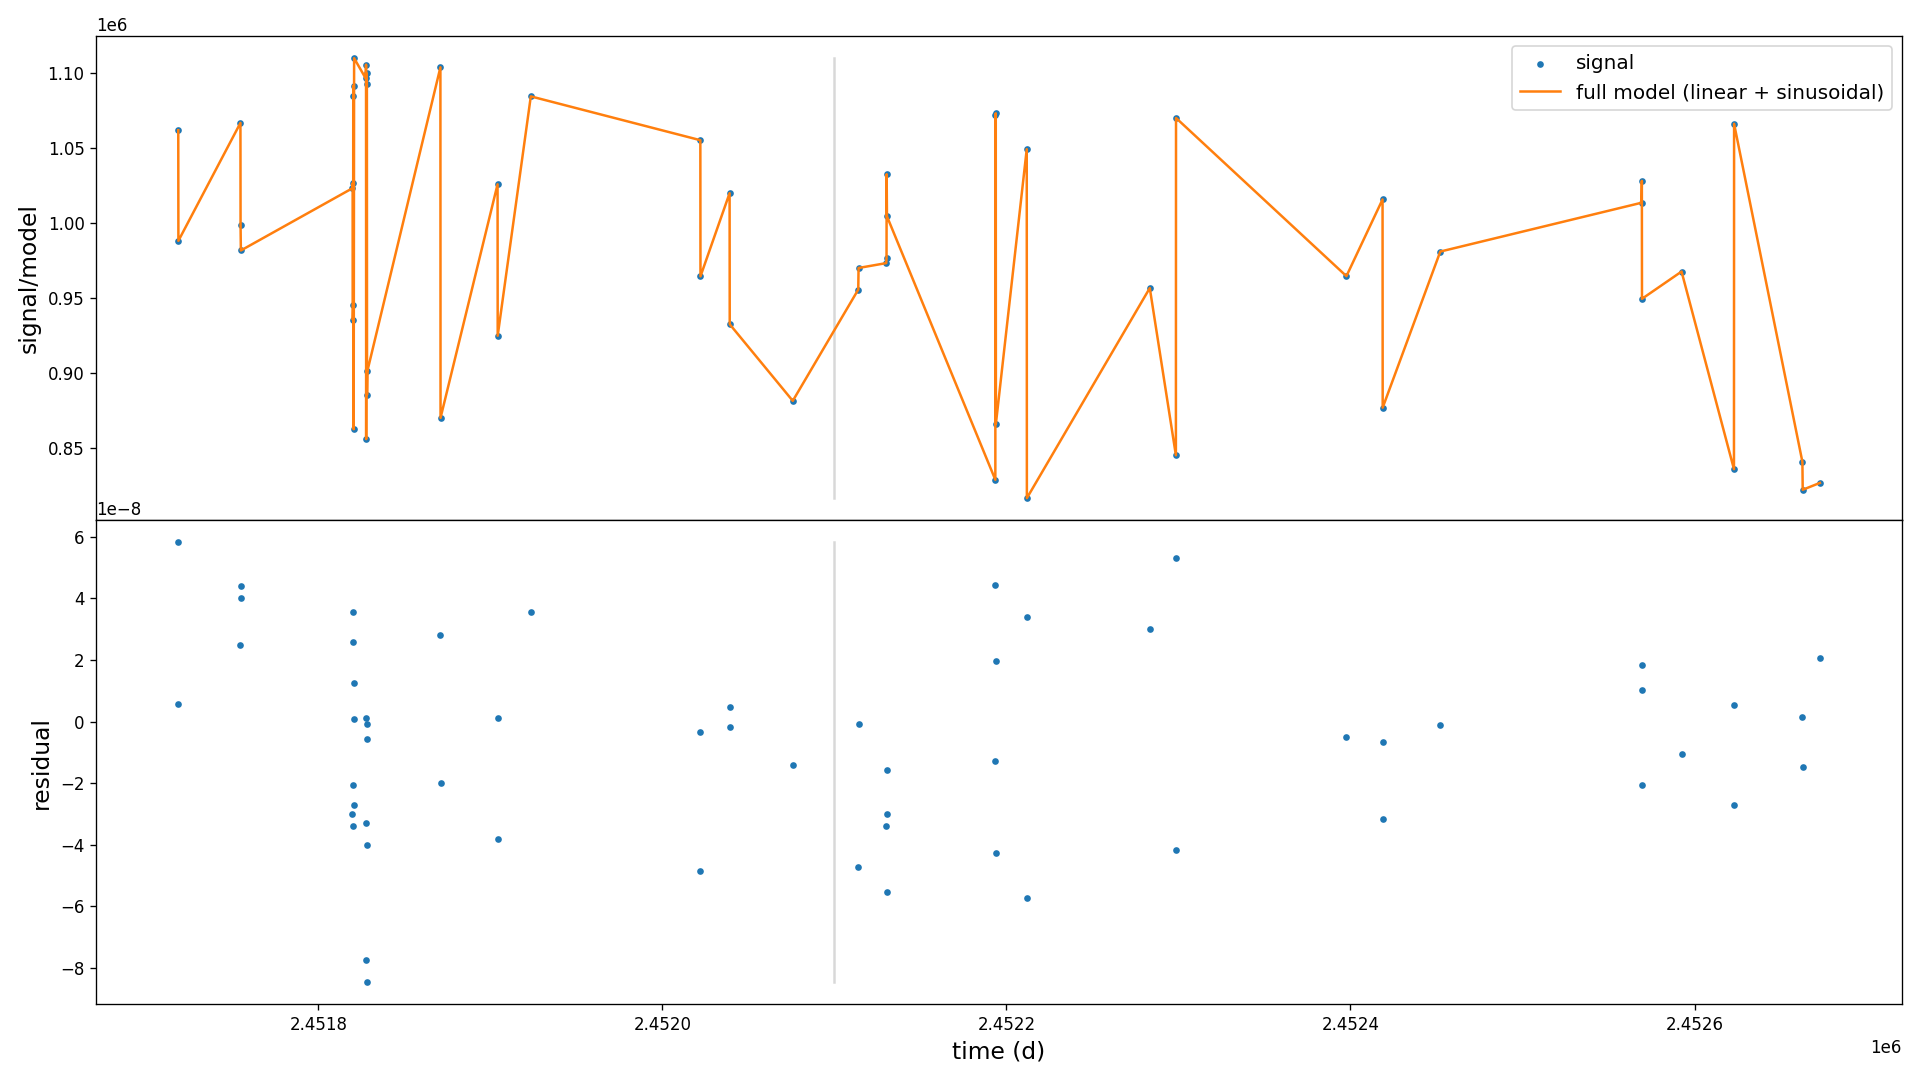 1e6
signal
full model (linear + sinusoidal)
1.10
1.05
1.00
0.95
0.90
0.85
signal/model
1e−8
6
4
2
0
−2
−4
−6
−8
residual
2.4518
2.4520
2.4522
2.4524
2.4526
time (d)
1e6